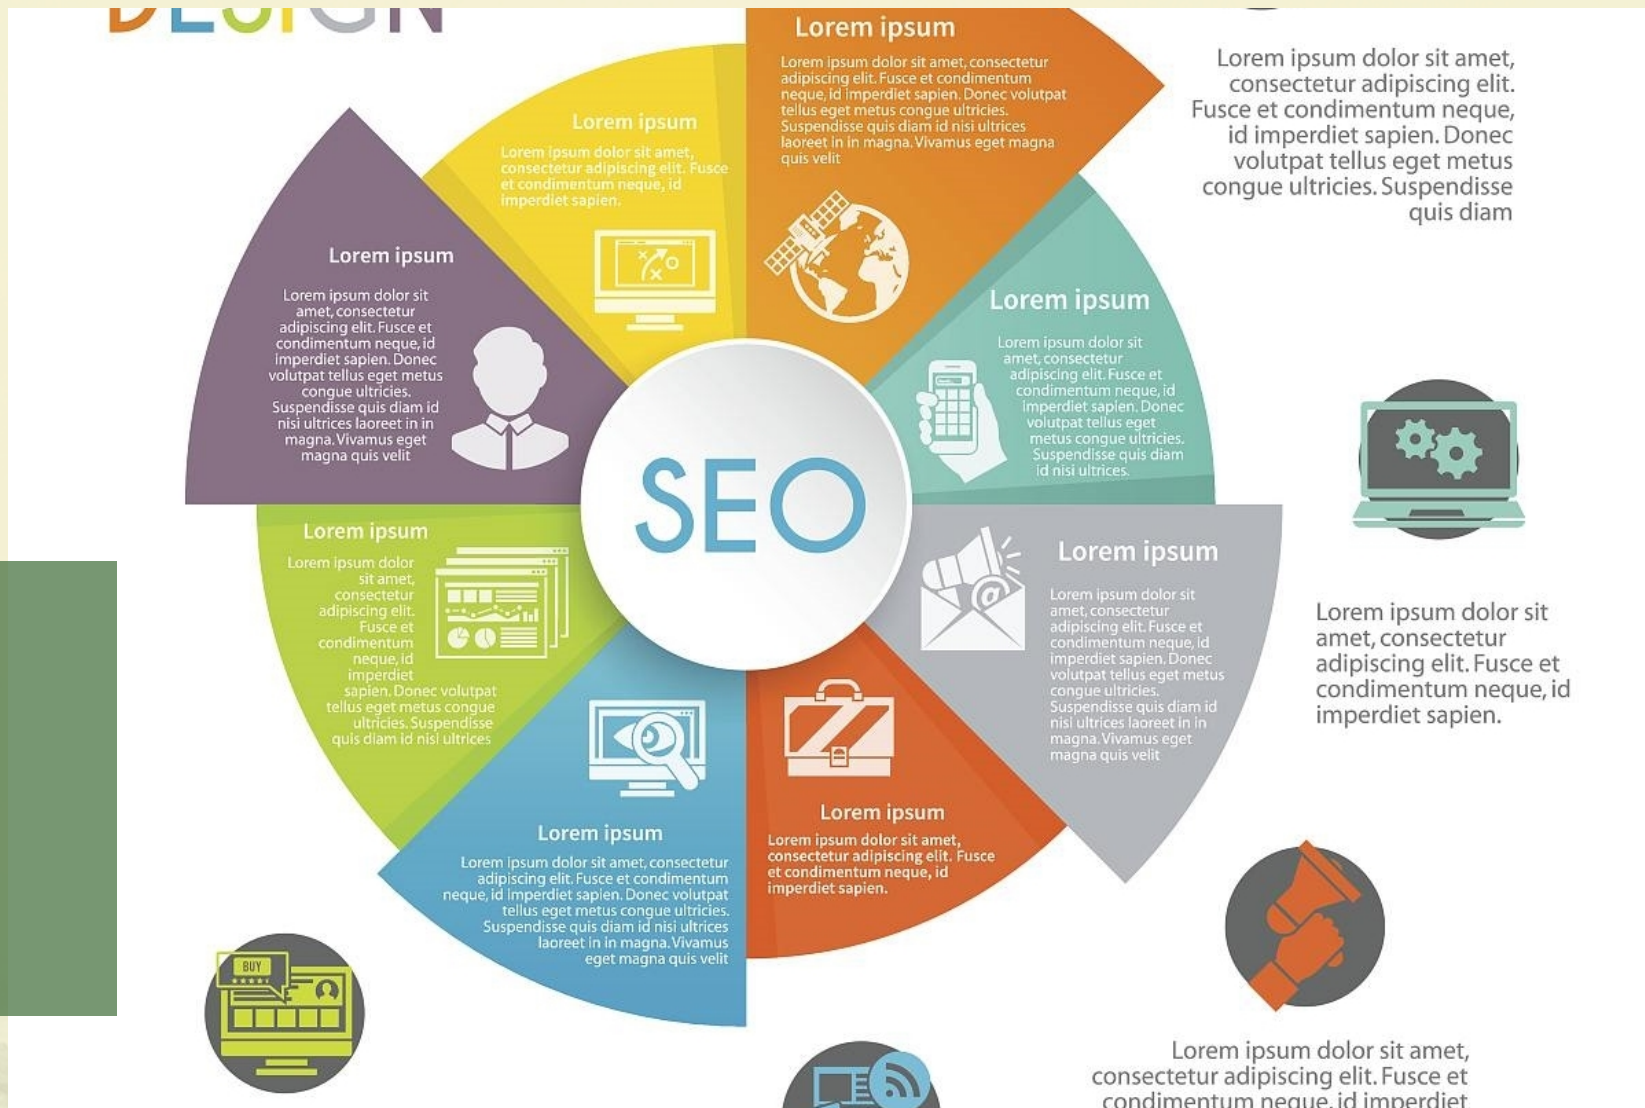 DESIGN
Lorem ipsum
Lorem ipsum dolor sit amet, consectetur
adipiscing elit. Fusce et condimentum
neque, id imperdiet sapien. Donec volutpat
tellus eget metus congue ultricies.
Suspendisse quis diam id nisi ultrices
laoreet in in magna. Vivamus eget magna
quis velit
Lorem ipsum dolor sit amet,
consectetur adipiscing elit.
Fusce et condimentum neque,
id imperdiet sapien. Donec
volutpat tellus eget metus
congue ultricies. Suspendisse
quis diam
Lorem ipsum
Lorem ipsum dolor sit amet,
consectetur adipiscing elit. Fusce
et condimentum neque, id
imperdiet sapien.
Lorem ipsum
Lorem ipsum dolor sit
amet, consectetur
adipiscing elit. Fusce et
condimentum neque, id
imperdiet sapien. Donec
volutpat tellus eget metus
congue ultricies.
Suspendisse quis diam id
nisi ultrices laoreet in in
magna. Vivamus eget
magna quis velit
Lorem ipsum
Lorem ipsum dolor sit
amet, consectetur
adipiscing elit. Fusce et
condimentum neque, id
imperdiet sapien. Donec
volutpat tellus eget
metus congue ultricies.
Suspendisse quis diam
id nisi ultrices.
SEO
Lorem ipsum
Lorem ipsum dolor
sit amet,
consectetur
adipiscing elit.
Fusce et
condimentum
neque, id
imperdiet
sapien. Donec volutpat
tellus eget metus congue
ultricies. Suspendisse
quis diam id nisi ultrices
@
Lorem ipsum
Lorem ipsum dolor sit
amet, consectetur
adipiscing elit. Fusce et
condimentum neque, id
imperdiet sapien. Donec
volutpat tellus eget metus
congue ultricies.
Suspendisse quis diam id
nisi ultrices laoreet in in
magna. Vivamus eget
magna quis velit
Lorem ipsum dolor sit
amet, consectetur
adipiscing elit. Fusce et
condimentum neque, id
imperdiet sapien.
Lorem ipsum
Lorem ipsum dolor sit amet, consectetur
adipiscing elit. Fusce et condimentum
neque, id imperdiet sapien. Donec volutpat
tellus eget metus congue ultricies.
Suspendisse quis diam id nisi ultrices
laoreet in in magna. Vivamus
eget magna quis velit
Lorem ipsum
Lorem ipsum dolor sit amet,
consectetur adipiscing elit. Fusce
et condimentum neque, id
imperdiet sapien.
BUY
Lorem ipsum dolor sit amet,
consectetur adipiscing elit. Fusce et
condimentum neque, id imperdiet